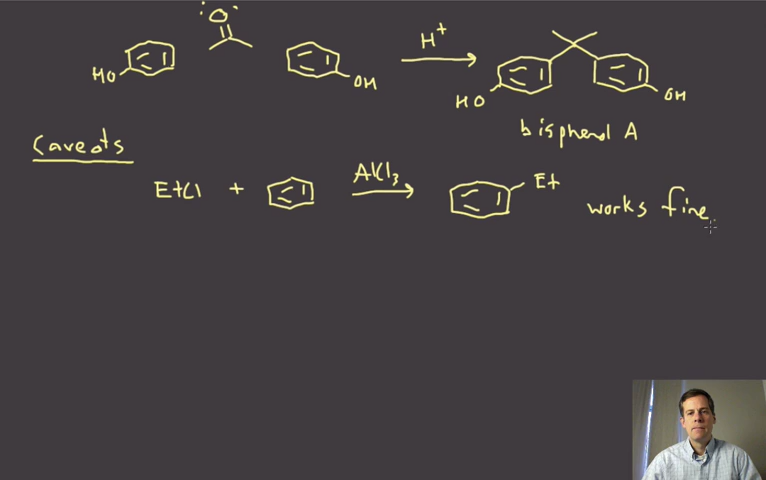 :O:
HO OH H+ HO OH
bisphenol A
Caveats
EtCl + AlCl3 Et works fine